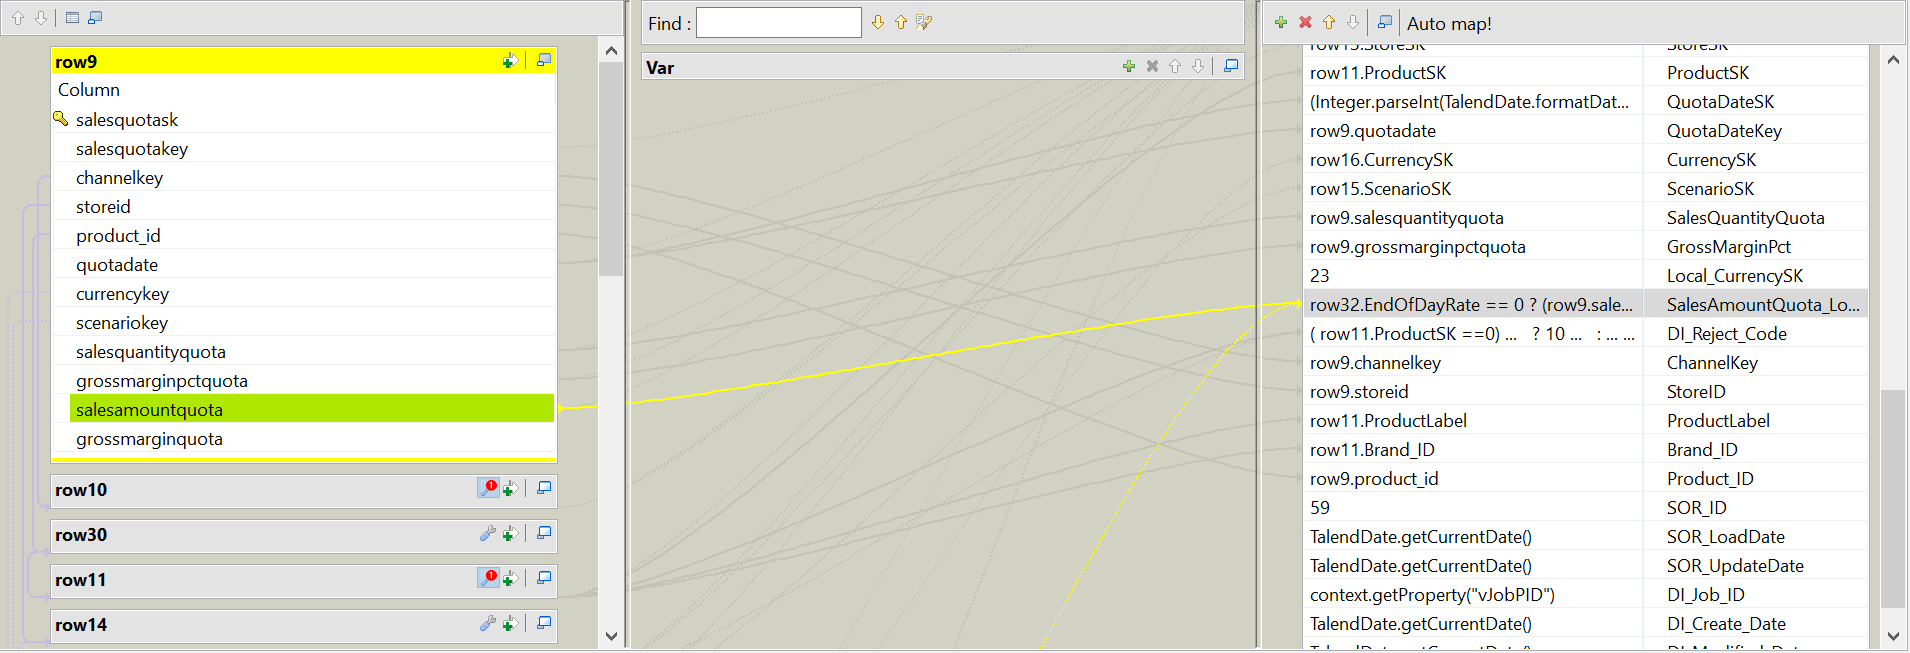 row9
Column
salesquotask
salesquotakey
channelkey
storeid
product_id
quotadate
currencykey
scenariokey
salesquantityquota
grossmarginpctquota
salesamountquota
grossmarginquota
row10
row30
row11
row14
Find :
Var
Auto map!
row13.StoreSK StoreSK
row11.ProductSK ProductSK
(Integer.parseInt(TalendDate.formatDat... QuotaDateSK
row9.quotadate QuotaDateKey
row16.CurrencySK CurrencySK
row15.ScenarioSK ScenarioSK
row9.salesquantityquota SalesQuantityQuota
row9.grossmarginpctquota GrossMarginPct
23 Local_CurrencySK
row32.EndOfDayRate == 0 ? (row9.sale... SalesAmountQuota_Lo...
( row11.ProductSK ==0) ... ? 10 ... : ... ... DI_Reject_Code
row9.channelkey ChannelKey
row9.storeid StoreID
row11.ProductLabel ProductLabel
row11.Brand_ID Brand_ID
row9.product_id Product_ID
59 SOR_ID
TalendDate.getCurrentDate() SOR_LoadDate
TalendDate.getCurrentDate() SOR_UpdateDate
context.getProperty("vJobPID") DI_Job_ID
TalendDate.getCurrentDate() DI_Create_Date